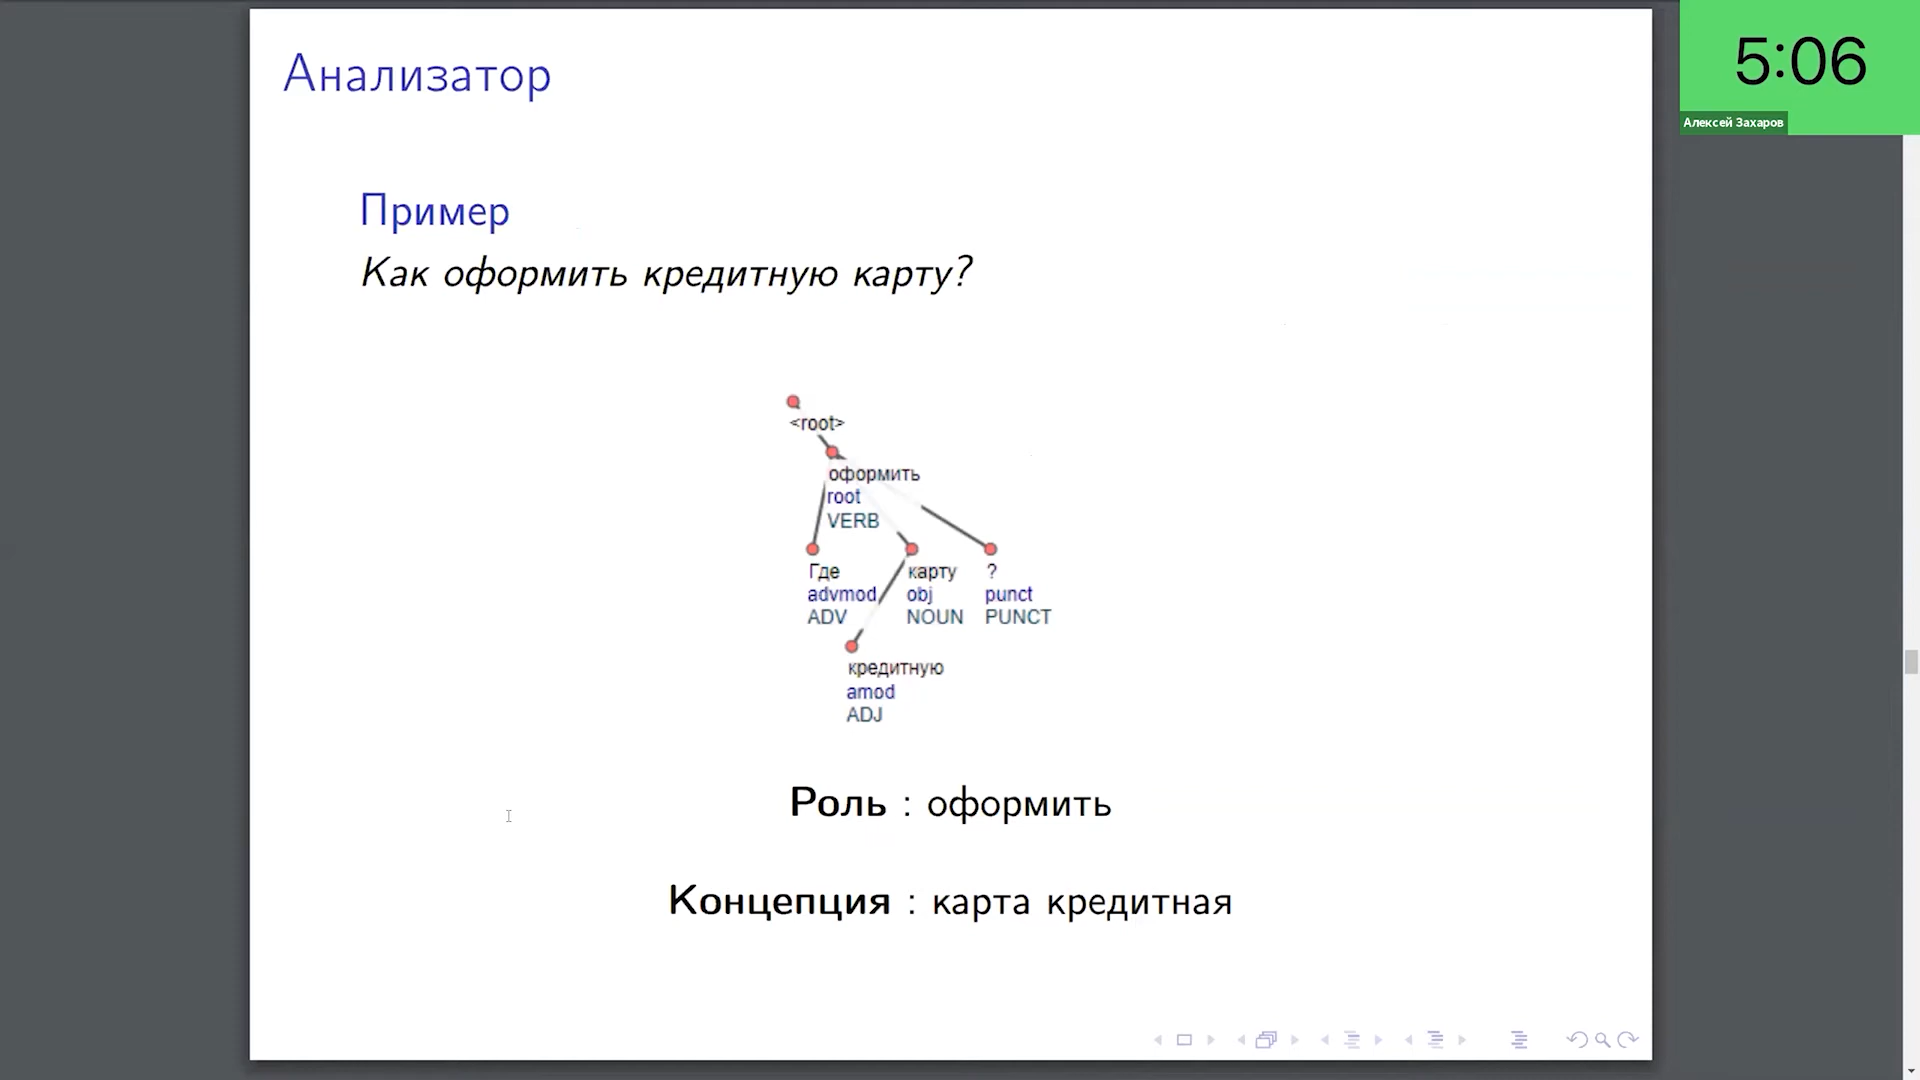 Анализатор
5:06
Алексей Захаров
Пример
Как оформить кредитную карту?
<root>
оформить
root
VERB
Где карту ?
advmod obj punct
ADV NOUN PUNCT
кредитную
amod
ADJ
Роль : оформить
Концепция : карта кредитная